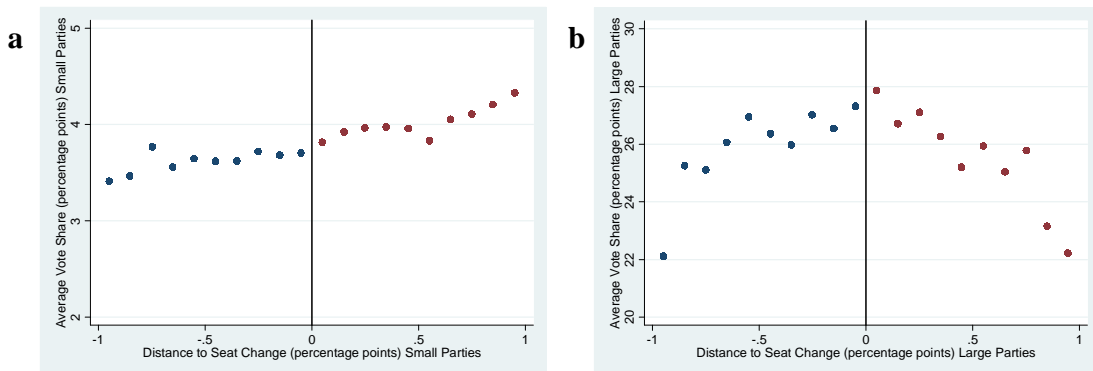 a
Average Vote Share (percentage points) Small Parties
5
4
3
2
-1 -.5 0 .5 1
Distance to Seat Change (percentage points) Small Parties
b
Average Vote Share (percentage points) Large Parties
30
28
26
24
22
20
-1 -.5 0 .5 1
Distance to Seat Change (percentage points) Large Parties